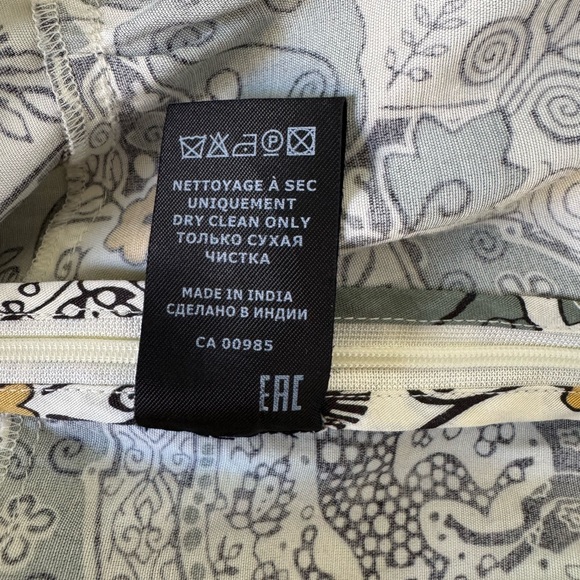 NETTOYAGE À SEC
UNIQUEMENT
DRY CLEAN ONLY
ТОЛЬКО СУХАЯ
ЧИСТКА
MADE IN INDIA
СДЕЛАНО В ИНДИИ
CA 00985
EAC